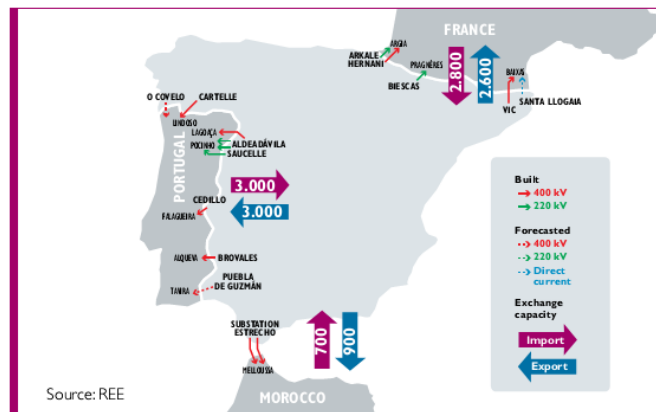 FRANCE
ARKALE
HERNANI
ARGIA
PRAGNÉRES
BIESCAS
2.800
2.600
BAIXAS
VIC
SANTA LLOGAIA
O COVELO
CARTELLE
LINDOSO
LAGOAÇA
POCINHO
ALDEADÁVILA
SAUCELLE
PORTUGAL
3.000
3.000
CEDILLO
FALAGUEIRA
ALQUEVA
BROVALES
PUEBLA
DE GUZMÁN
TAVIRA
SUBSTATION
ESTRECHO
700
900
MELLOUSSA
MOROCCO
Built
400 kV
220 kV
Forecasted
400 kV
220 kV
Direct
current
Exchange
capacity
Import
Export
Source: REE